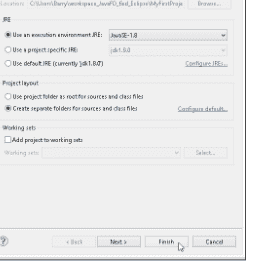 Location: C:\Users\Barry\workspace_JavaFD_6ed_Eclipse\MyFirstProje Browse...
JRE
Use an execution environment JRE: JavaSE-1.8
Use a project specific JRE: jdk1.8.0
Use default JRE (currently 'jdk1.8.0') Configure JREs...
Project layout
Use project folder as root for sources and class files
Create separate folders for sources and class files Configure default...
Working sets
Add project to working sets
Working sets: Select...
? < Back Next > Finish Cancel